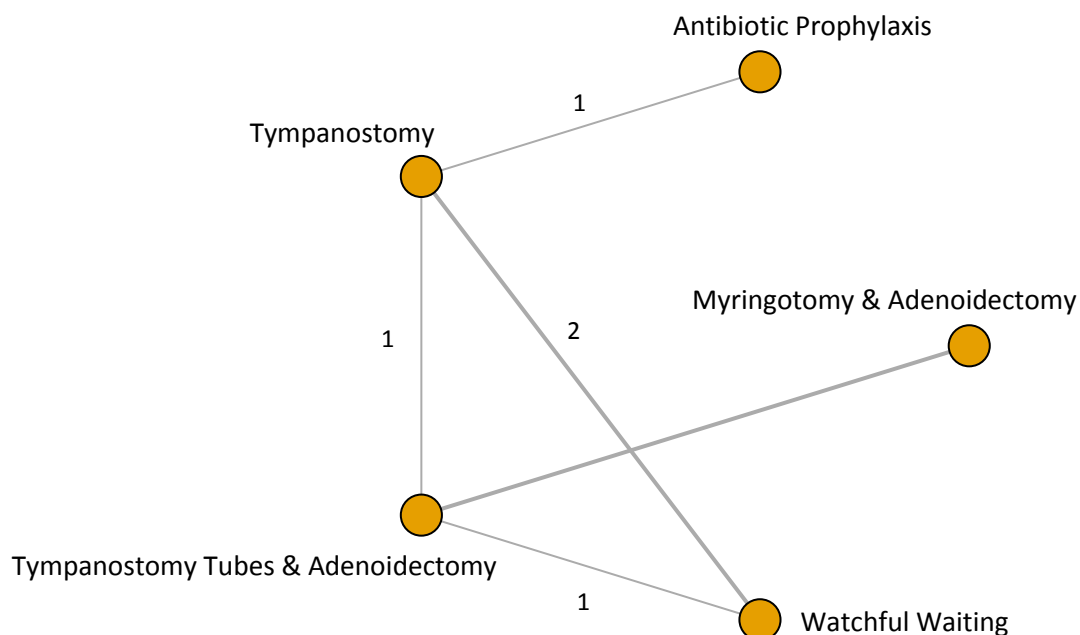 Antibiotic Prophylaxis
1
Tympanostomy
Myringotomy & Adenoidectomy
1
2
Tympanostomy Tubes & Adenoidectomy
1
Watchful Waiting